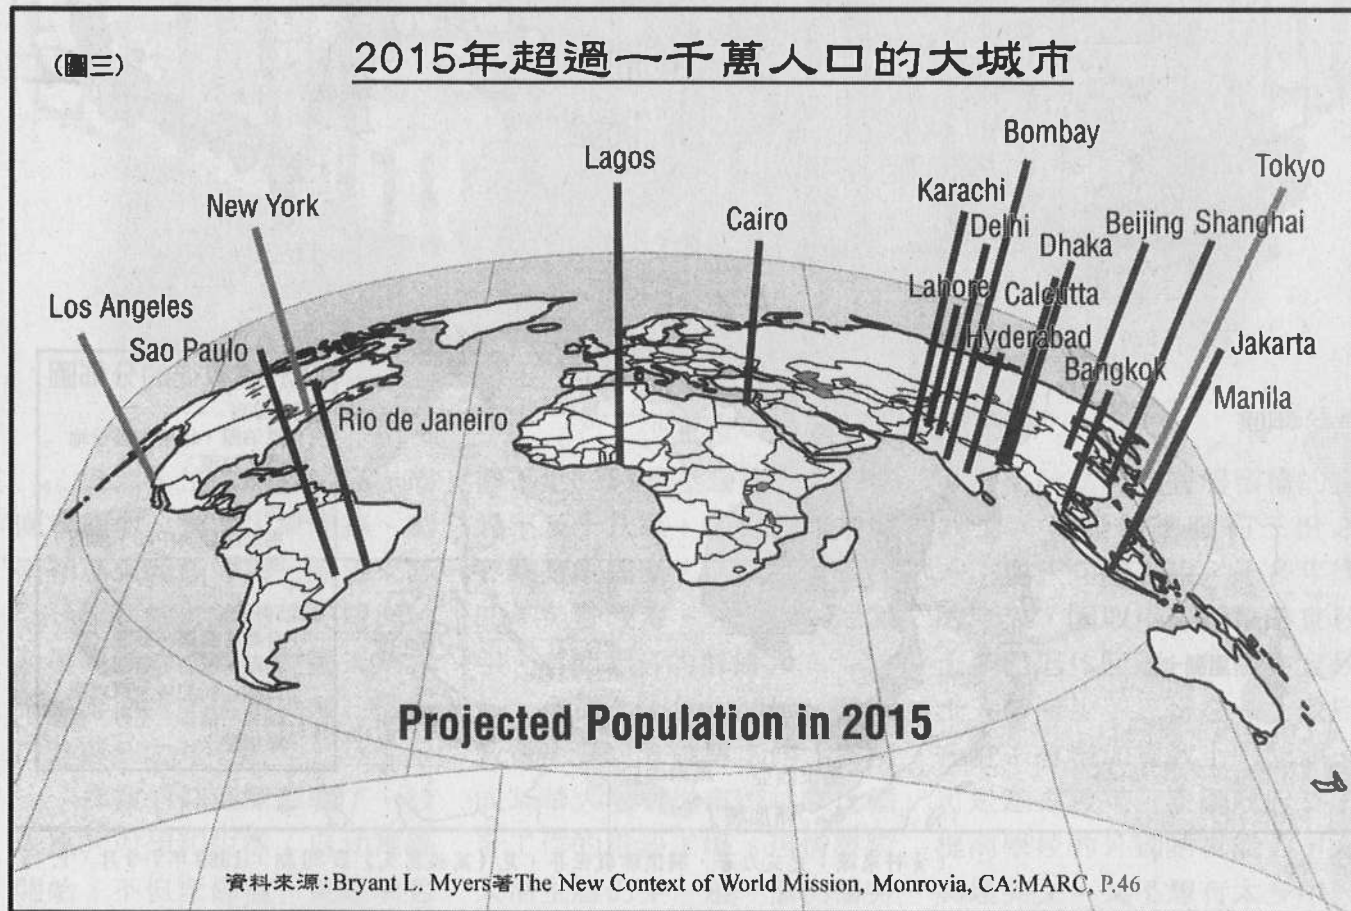 (圖三)
2015年超過一千萬人口的大城市
Bombay
Lagos
Tokyo
Karachi
New York
Cairo
Delhi
Dhaka
Beijing
Shanghai
Lahore
Calcutta
Los Angeles
Sao Paulo
Hyderabad
Jakarta
Bangkok
Manila
Rio de Janeiro
Projected Population in 2015
資料來源:Bryant L. Myers著The New Context of World Mission, Monrovia, CA:MARC, P.46